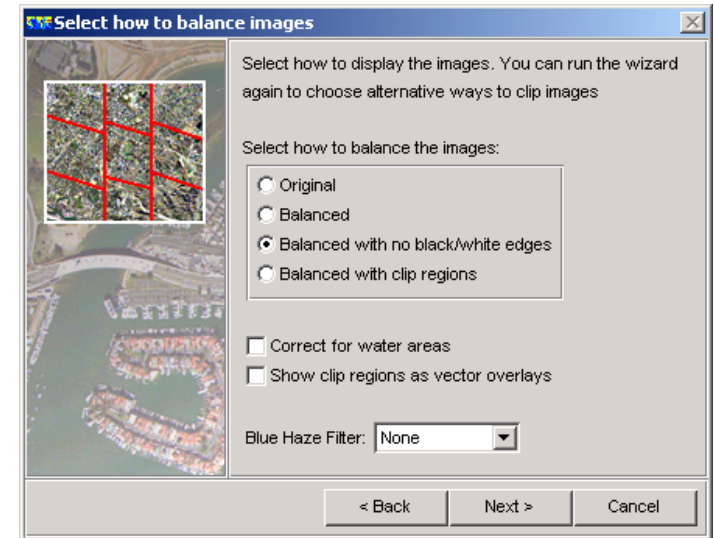 Select how to balance images
Select how to display the images. You can run the wizard
again to choose alternative ways to clip images
Select how to balance the images:
Original
Balanced
Balanced with no black/white edges
Balanced with clip regions
Correct for water areas
Show clip regions as vector overlays
Blue Haze Filter: None
< Back Next > Cancel